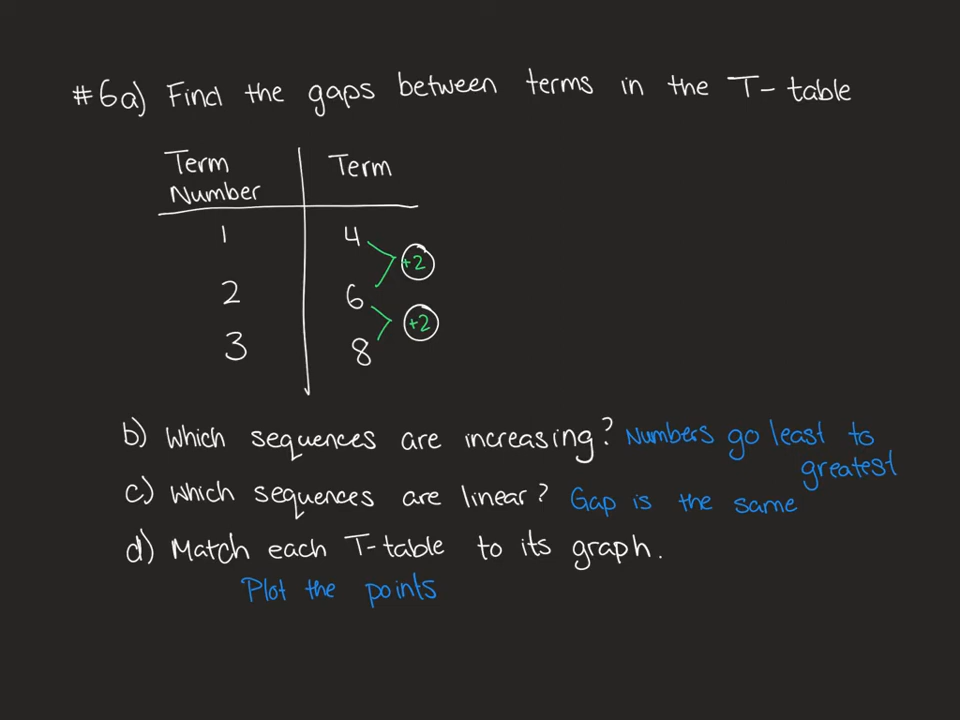 #6a) Find the gaps between terms in the T-table
Term Number | Term
1 | 4
+2
2 | 6
+2
3 | 8
b) Which sequences are increasing? Numbers go least to
greatest
c) Which sequences are linear? Gap is the same
d) Match each T-table to its graph.
Plot the points